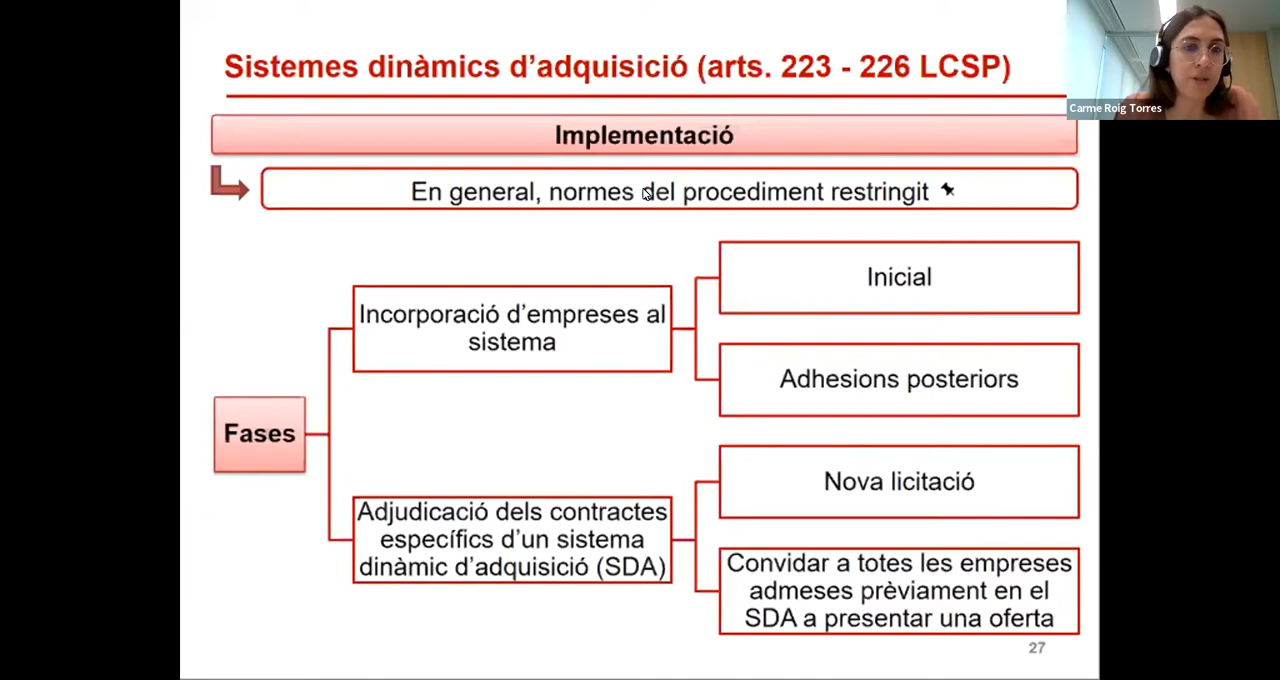 Sistemes dinàmics d’adquisició (arts. 223 - 226 LCSP)
Carme Roig Torres
Implementació
En general, normes del procediment restringit
Inicial
Incorporació d’empreses al
sistema
Adhesions posteriors
Fases
Nova licitació
Adjudicació dels contractes
específics d’un sistema
dinàmic d’adquisició (SDA)
Convidar a totes les empreses
admeses prèviament en el
SDA a presentar una oferta
27